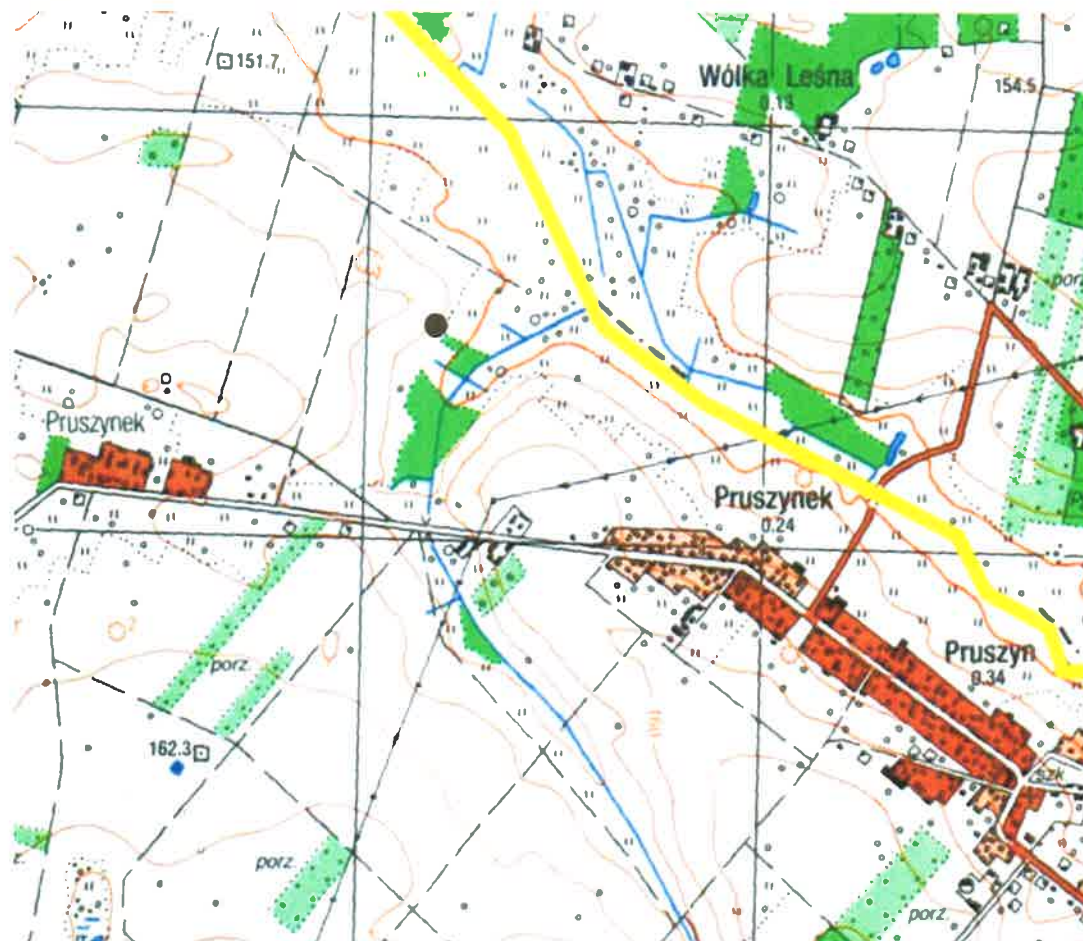 151.7
Wólka Leśna
0.13
154.5
porz.
Pruszynek
Pruszynek
0.24
porz.
Pruszyn
0.34
162.3
szk.
porz.
porz.